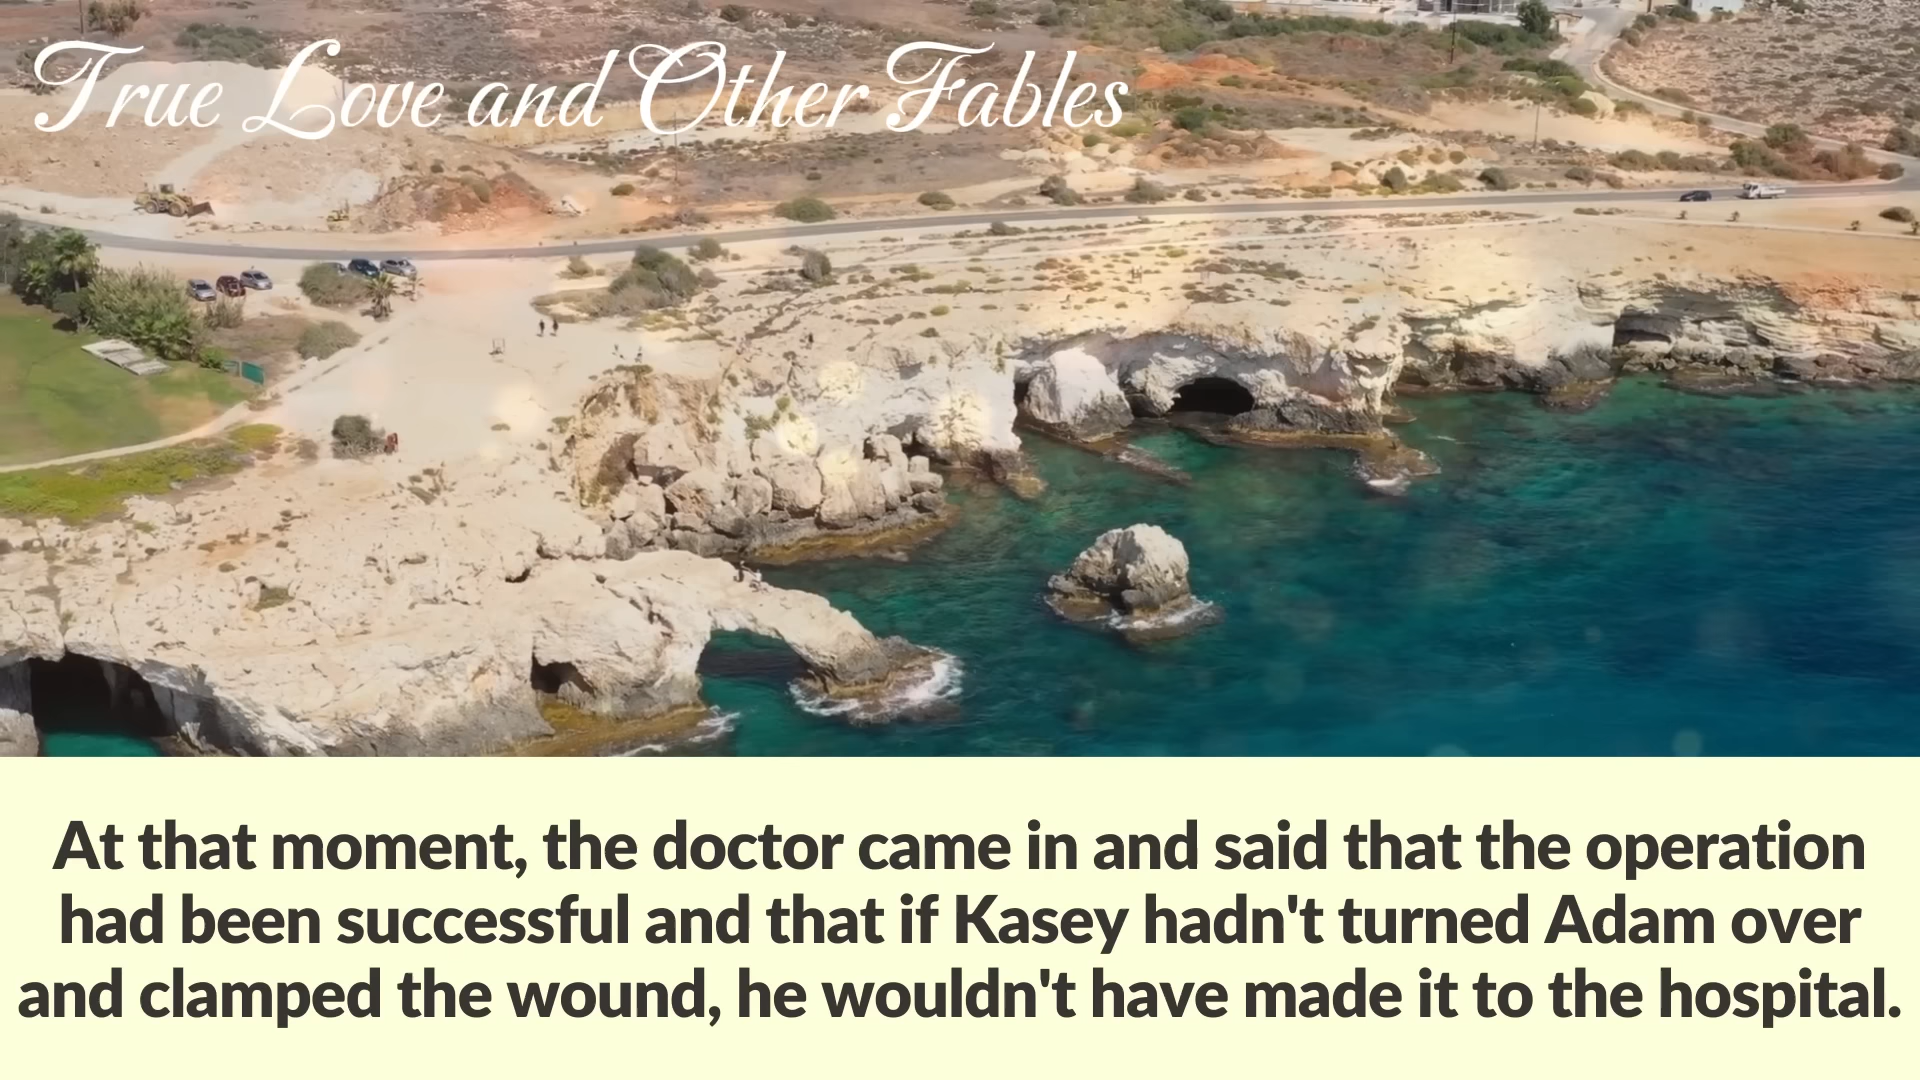 True Love and Other Fables
At that moment, the doctor came in and said that the operation
had been successful and that if Kasey hadn't turned Adam over
and clamped the wound, he wouldn't have made it to the hospital.